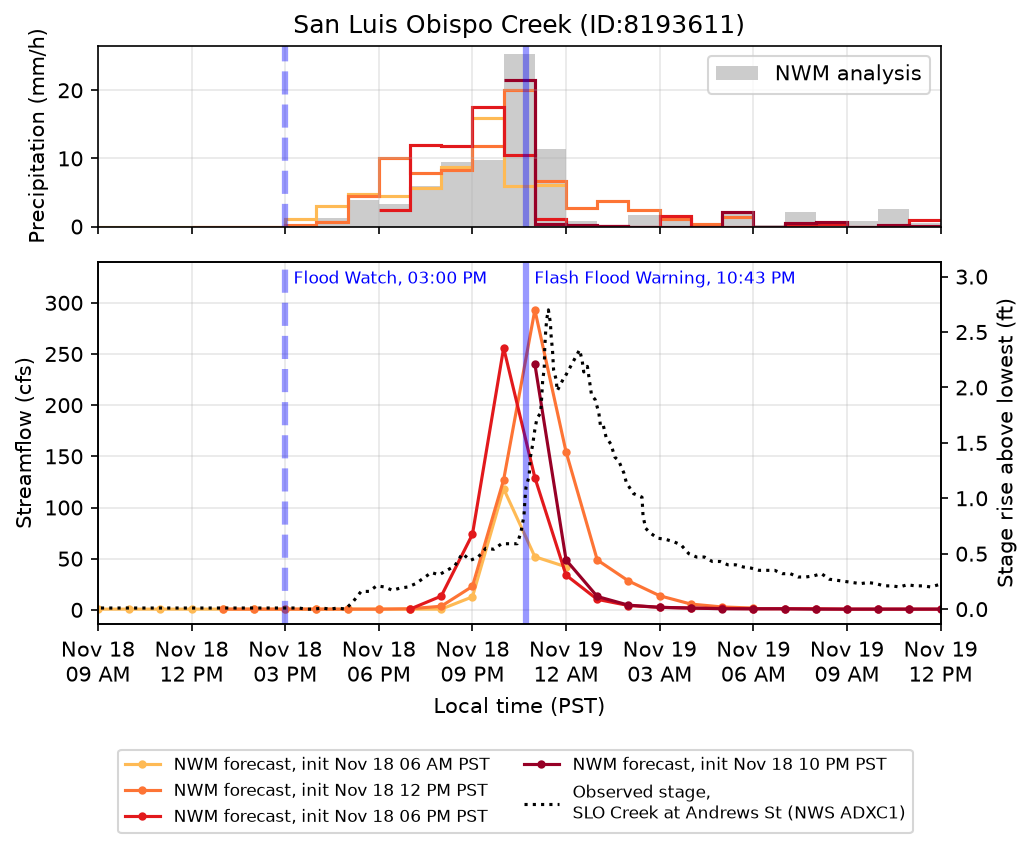 San Luis Obispo Creek (ID:8193611)
Precipitation (mm/h)
20
10
0
NWM analysis
Flood Watch, 03:00 PM
Flash Flood Warning, 10:43 PM
Streamflow (cfs)
300
250
200
150
100
50
0
3.0
2.5
2.0
1.5
1.0
0.5
0.0
Stage rise above lowest (ft)
Nov 18 Nov 18 Nov 18 Nov 18 Nov 18 Nov 19 Nov 19 Nov 19 Nov 19 Nov 19
09 AM 12 PM 03 PM 06 PM 09 PM 12 AM 03 AM 06 AM 09 AM 12 PM
Local time (PST)
NWM forecast, init Nov 18 06 AM PST
NWM forecast, init Nov 18 12 PM PST
NWM forecast, init Nov 18 06 PM PST
NWM forecast, init Nov 18 10 PM PST
Observed stage,
SLO Creek at Andrews St (NWS ADXC1)